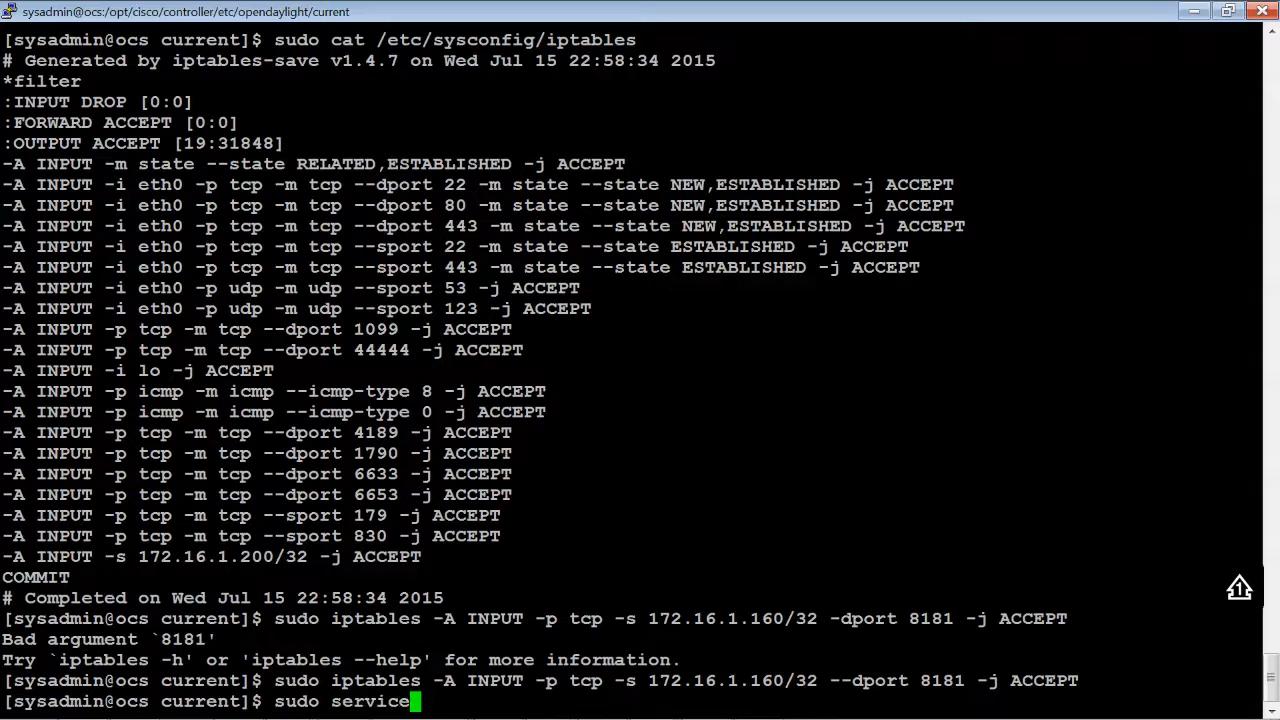 sysadmin@ocs:/opt/cisco/controller/etc/opendaylight/current
[sysadmin@ocs current]$ sudo cat /etc/sysconfig/iptables
# Generated by iptables-save v1.4.7 on Wed Jul 15 22:58:34 2015
*filter
:INPUT DROP [0:0]
:FORWARD ACCEPT [0:0]
:OUTPUT ACCEPT [19:31848]
-A INPUT -m state --state RELATED,ESTABLISHED -j ACCEPT
-A INPUT -i eth0 -p tcp -m tcp --dport 22 -m state --state NEW,ESTABLISHED -j ACCEPT
-A INPUT -i eth0 -p tcp -m tcp --dport 80 -m state --state NEW,ESTABLISHED -j ACCEPT
-A INPUT -i eth0 -p tcp -m tcp --dport 443 -m state --state NEW,ESTABLISHED -j ACCEPT
-A INPUT -i eth0 -p tcp -m tcp --sport 22 -m state --state ESTABLISHED -j ACCEPT
-A INPUT -i eth0 -p tcp -m tcp --sport 443 -m state --state ESTABLISHED -j ACCEPT
-A INPUT -i eth0 -p udp -m udp --sport 53 -j ACCEPT
-A INPUT -i eth0 -p udp -m udp --sport 123 -j ACCEPT
-A INPUT -p tcp -m tcp --dport 1099 -j ACCEPT
-A INPUT -p tcp -m tcp --dport 44444 -j ACCEPT
-A INPUT -i lo -j ACCEPT
-A INPUT -p icmp -m icmp --icmp-type 8 -j ACCEPT
-A INPUT -p icmp -m icmp --icmp-type 0 -j ACCEPT
-A INPUT -p tcp -m tcp --dport 4189 -j ACCEPT
-A INPUT -p tcp -m tcp --dport 1790 -j ACCEPT
-A INPUT -p tcp -m tcp --dport 6633 -j ACCEPT
-A INPUT -p tcp -m tcp --dport 6653 -j ACCEPT
-A INPUT -p tcp -m tcp --sport 179 -j ACCEPT
-A INPUT -p tcp -m tcp --sport 830 -j ACCEPT
-A INPUT -s 172.16.1.200/32 -j ACCEPT
COMMIT
# Completed on Wed Jul 15 22:58:34 2015
[sysadmin@ocs current]$ sudo iptables -A INPUT -p tcp -s 172.16.1.160/32 -dport 8181 -j ACCEPT
Bad argument `8181'
Try `iptables -h' or 'iptables --help' for more information.
[sysadmin@ocs current]$ sudo iptables -A INPUT -p tcp -s 172.16.1.160/32 --dport 8181 -j ACCEPT
[sysadmin@ocs current]$ sudo service